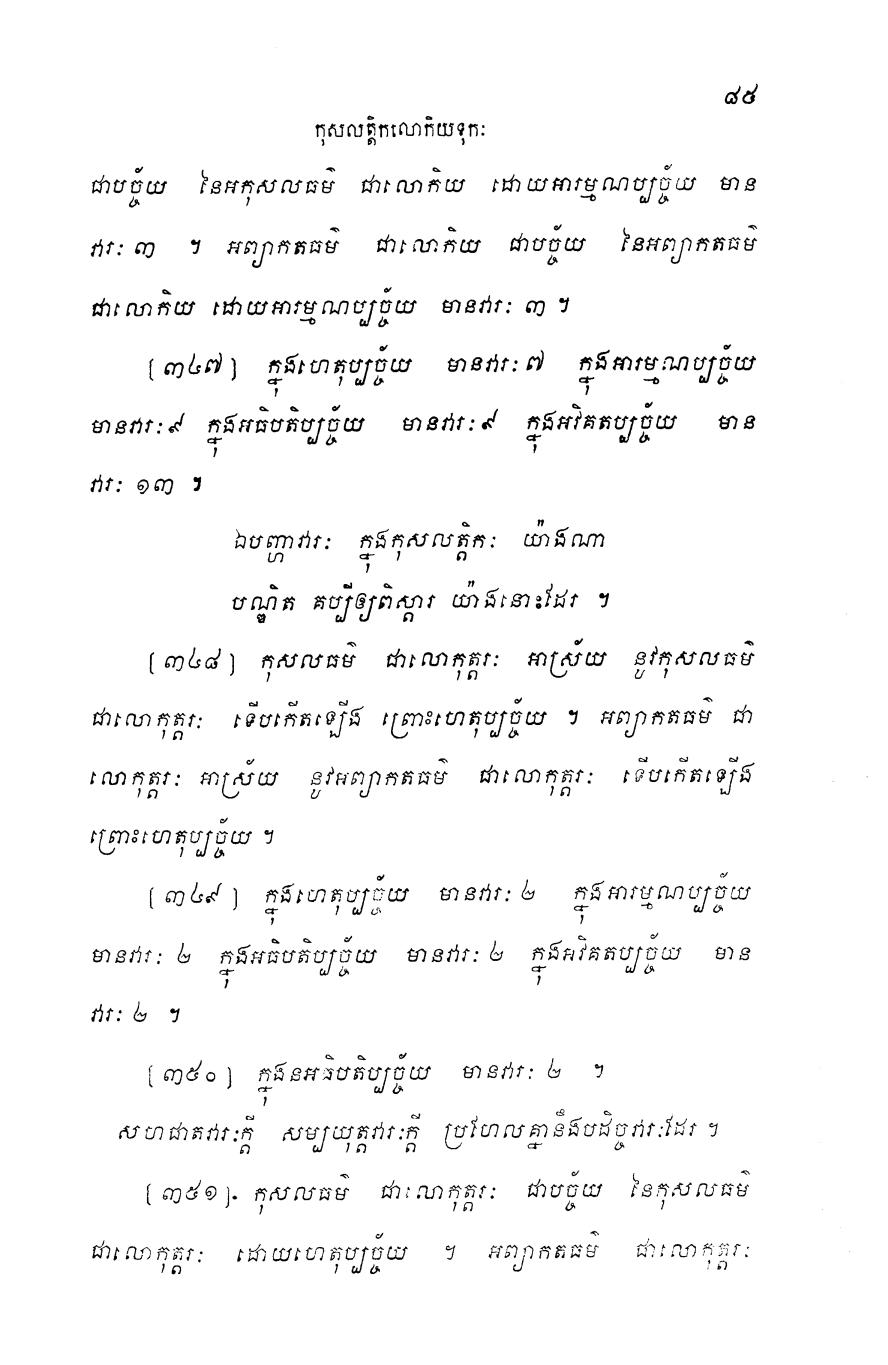 ៨៥
កុសលត្តិកលោកិយទុកៈ
ជាបច្ច័យ នៃអកុសលធម៌ ជាលោកិយ ដោយអារម្មណប្បច្ច័យ មាន
វារៈ ៣ ។ អព្យាកតធម៌ ជាលោកិយ ជាបច្ច័យ នៃអព្យាកតធម៌
ជាលោកិយ ដោយអារម្មណប្បច្ច័យ មានវារៈ ៣ ។
[៣៤៧] ក្នុងហេតុប្បច្ច័យ មានវារៈ ៧ ក្នុងអារម្មណប្បច្ច័យ
មានវារៈ ៩ ក្នុងអធិបតិប្បច្ច័យ មានវារៈ ៩ ក្នុងអវិគតប្បច្ច័យ មាន
វារៈ ១៣ ។
ឯបញ្ហាវារៈ ក្នុងកុសលត្តិកៈ យ៉ាងណា
បណ្ឌិត គប្បីឲ្យពិស្តារ យ៉ាងនោះដែរ ។
[៣៤៨] កុសលធម៌ ជាលោកុត្តរៈ អាស្រ័យ នូវកុសលធម៌
ជាលោកុត្តរៈ ទើបកើតឡើង ព្រោះហេតុប្បច្ច័យ ។ អព្យាកតធម៌ ជា
លោកុត្តរៈ អាស្រ័យ នូវអព្យាកតធម៌ ជាលោកុត្តរៈ ទើបកើតឡើង
ព្រោះហេតុប្បច្ច័យ ។
[៣៤៩] ក្នុងហេតុប្បច្ច័យ មានវារៈ ២ ក្នុងអារម្មណប្បច្ច័យ
មានវារៈ ២ ក្នុងអធិបតិប្បច្ច័យ មានវារៈ ២ ក្នុងអវិគតប្បច្ច័យ មាន
វារៈ ២ ។
[៣៥០] ក្នុងនអធិបតិប្បច្ច័យ មានវារៈ ២ ។
សហជាតវារៈក្តី សម្បយុត្តវារៈក្តី ប្រហែលគ្នានឹងបដិច្ចវារៈដែរ ។
[៣៥១]. កុសលធម៌ ជាលោកុត្តរៈ ជាបច្ច័យ នៃកុសលធម៌
ជាលោកុត្តរៈ ដោយហេតុប្បច្ច័យ ។ អព្យាកតធម៌ ជាលោកុត្តរៈ